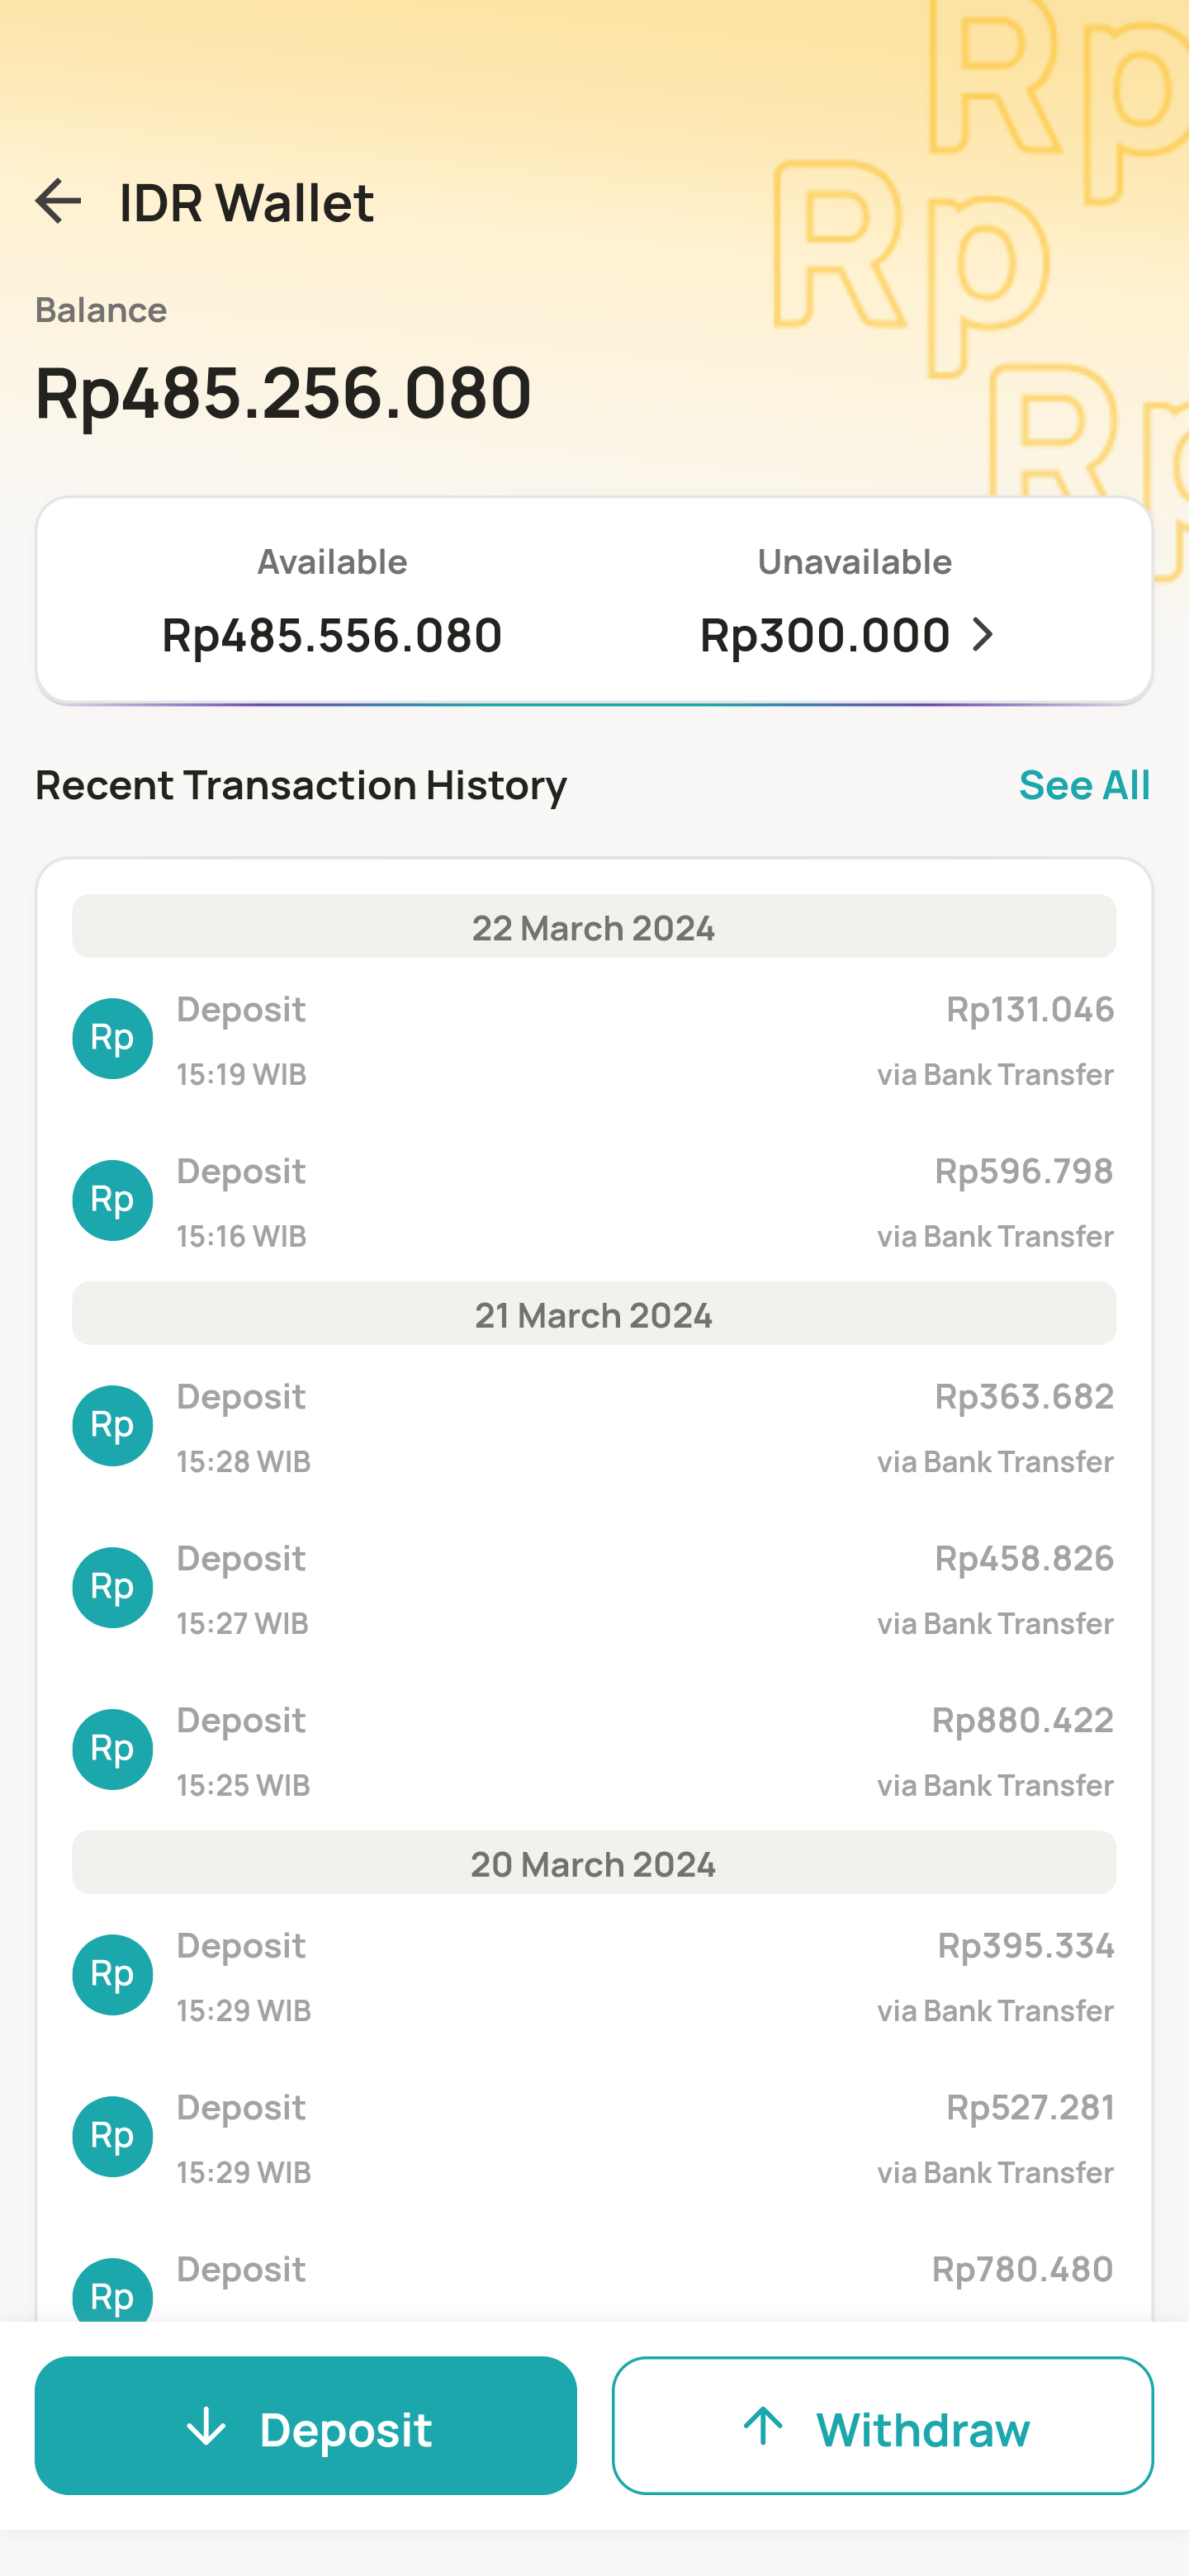 Rp
Rp
Rp
IDR Wallet
Balance
Rp485.256.080
Available
Unavailable
Rp485.556.080
Rp300.000
Recent Transaction History
See All
22 March 2024
Rp
Deposit
Rp131.046
15:19 WIB
via Bank Transfer
Rp
Deposit
Rp596.798
15:16 WIB
via Bank Transfer
21 March 2024
Rp
Deposit
Rp363.682
15:28 WIB
via Bank Transfer
Rp
Deposit
Rp458.826
15:27 WIB
via Bank Transfer
Rp
Deposit
Rp880.422
15:25 WIB
via Bank Transfer
20 March 2024
Rp
Deposit
Rp395.334
15:29 WIB
via Bank Transfer
Rp
Deposit
Rp527.281
15:29 WIB
via Bank Transfer
Rp
Deposit
Rp780.480
Deposit
Withdraw